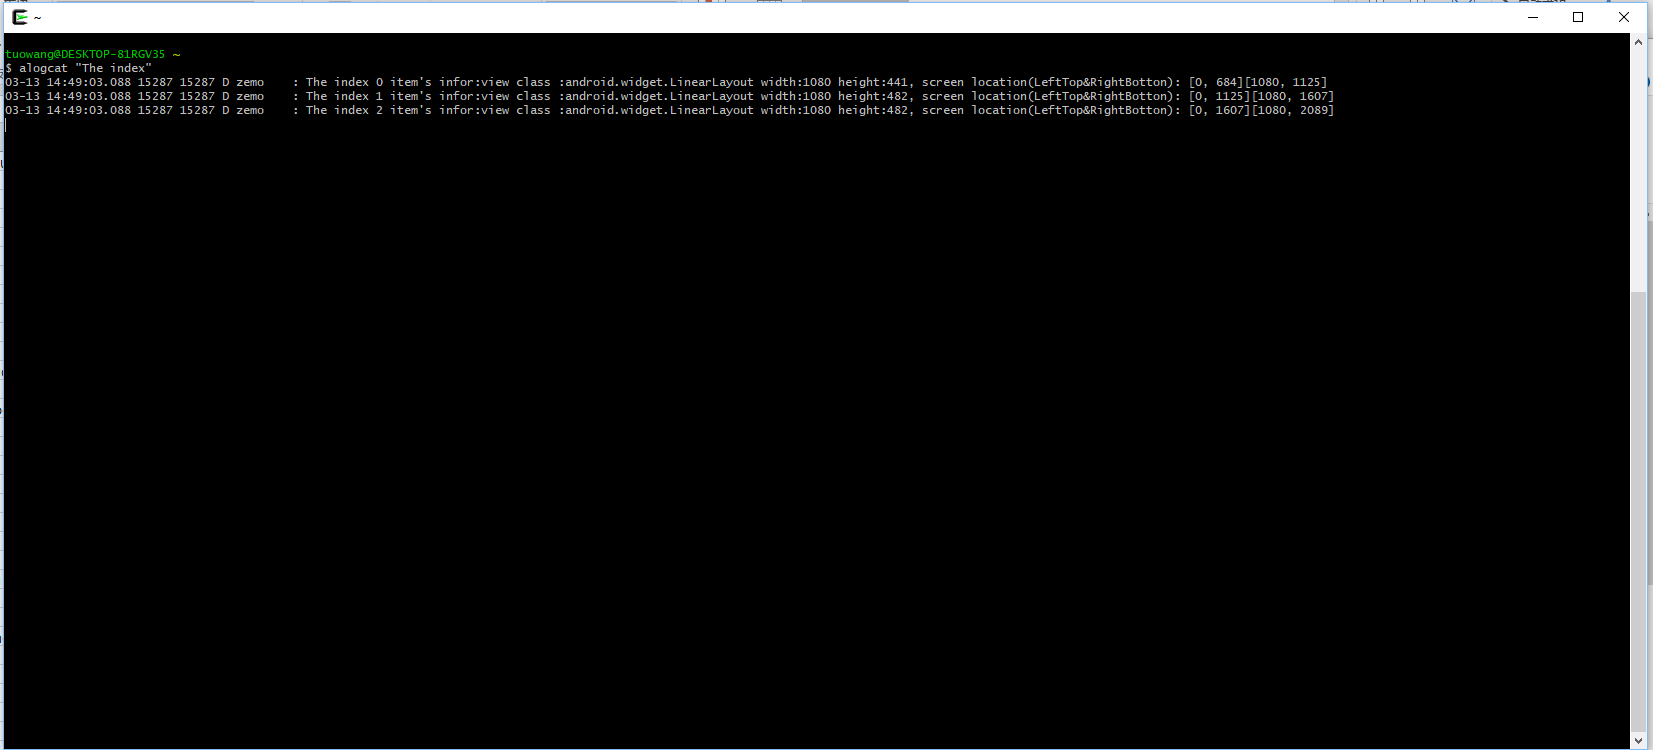 ~
tuowang@DESKTOP-81RGV35 ~
$ alogcat "The index"
03-13 14:49:03.088 15287 15287 D zemo    : The index 0 item's infor:view class :android.widget.LinearLayout width:1080 height:441, screen location(LeftTop&RightBotton): [0, 684][1080, 1125]
03-13 14:49:03.088 15287 15287 D zemo    : The index 1 item's infor:view class :android.widget.LinearLayout width:1080 height:482, screen location(LeftTop&RightBotton): [0, 1125][1080, 1607]
03-13 14:49:03.088 15287 15287 D zemo    : The index 2 item's infor:view class :android.widget.LinearLayout width:1080 height:482, screen location(LeftTop&RightBotton): [0, 1607][1080, 2089]